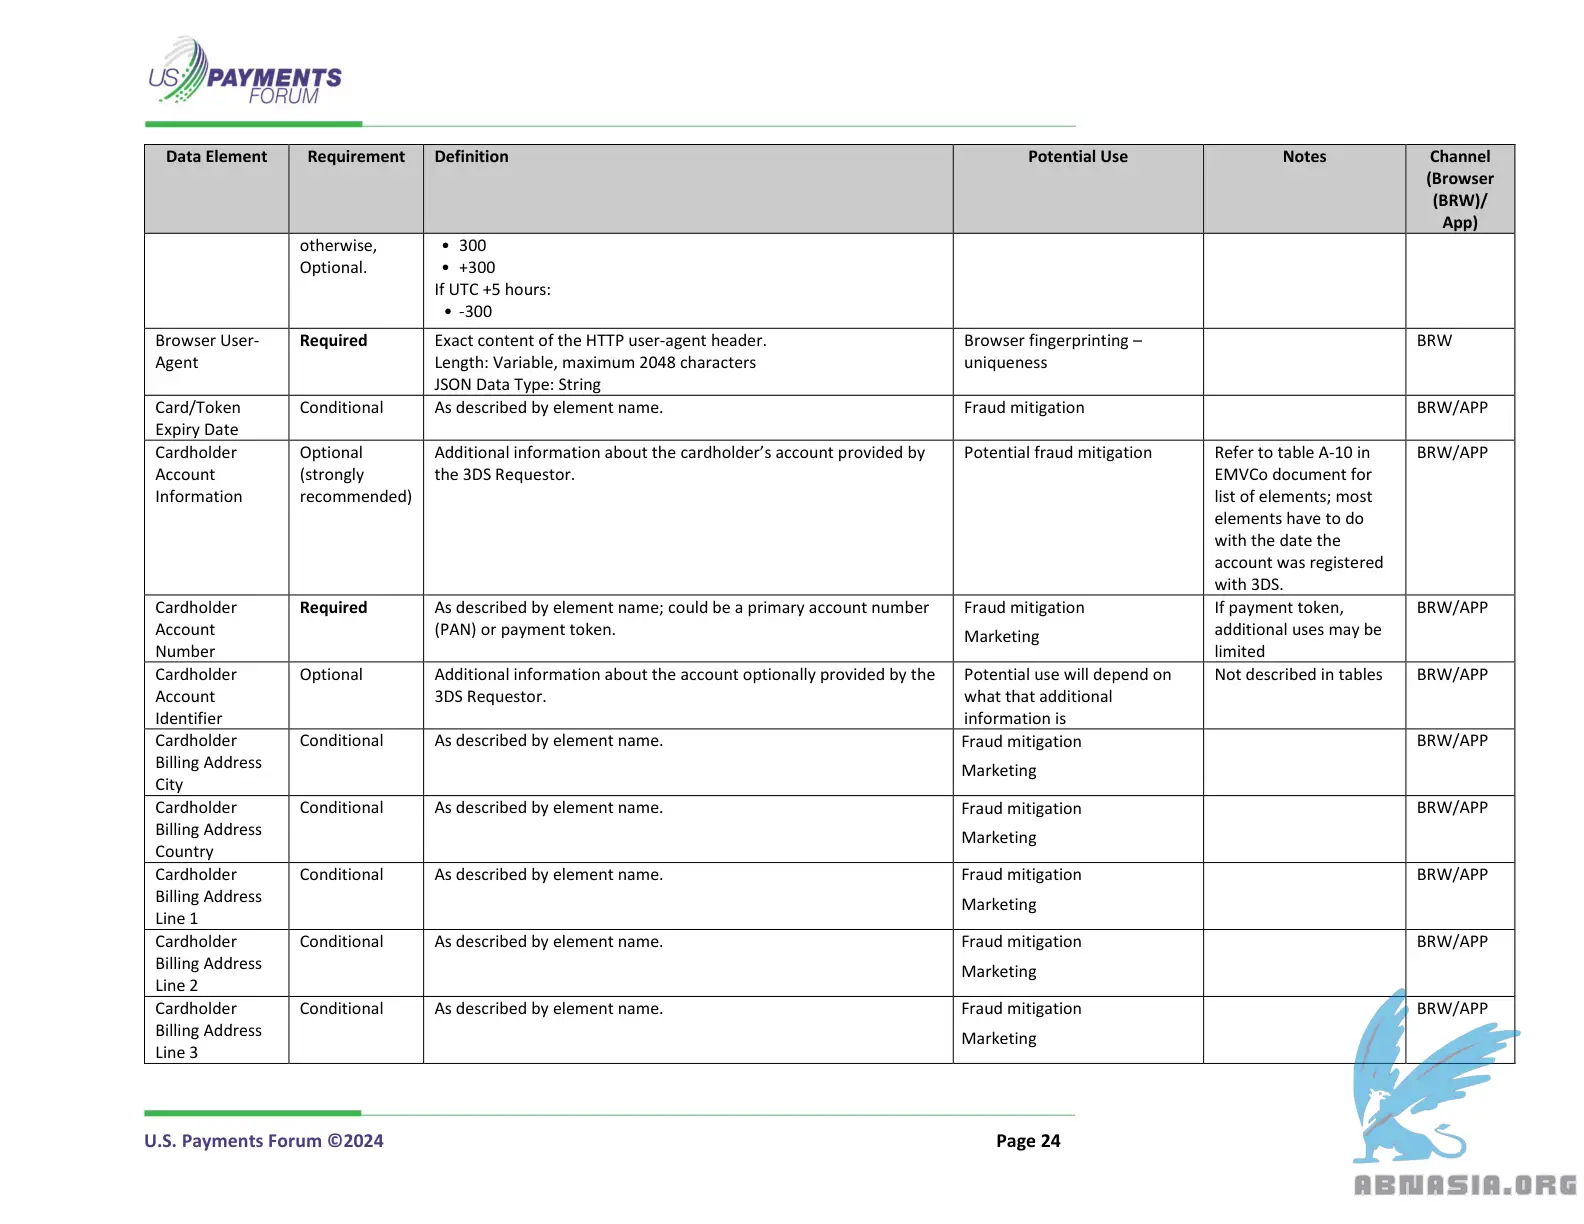 US PAYMENTS
FORUM
Data Element Requirement Definition Potential Use Notes Channel
(Browser
(BRW)/
App)
otherwise,
Optional.
• 300
• +300
If UTC +5 hours:
• -300
Browser User-
Agent
Required
Exact content of the HTTP user-agent header.
Length: Variable, maximum 2048 characters
JSON Data Type: String
Browser fingerprinting –
uniqueness
BRW
Card/Token
Expiry Date
Conditional
As described by element name.
Fraud mitigation
BRW/APP
Cardholder
Account
Information
Optional
(strongly
recommended)
Additional information about the cardholder’s account provided by
the 3DS Requestor.
Potential fraud mitigation
Refer to table A-10 in
EMVCo document for
list of elements; most
elements have to do
with the date the
account was registered
with 3DS.
BRW/APP
Cardholder
Account
Number
Required
As described by element name; could be a primary account number
(PAN) or payment token.
Fraud mitigation
Marketing
If payment token,
additional uses may be
limited
BRW/APP
Cardholder
Account
Identifier
Optional
Additional information about the account optionally provided by the
3DS Requestor.
Potential use will depend on
what that additional
information is
Not described in tables
BRW/APP
Cardholder
Billing Address
City
Conditional
As described by element name.
Fraud mitigation
Marketing
BRW/APP
Cardholder
Billing Address
Country
Conditional
As described by element name.
Fraud mitigation
Marketing
BRW/APP
Cardholder
Billing Address
Line 1
Conditional
As described by element name.
Fraud mitigation
Marketing
BRW/APP
Cardholder
Billing Address
Line 2
Conditional
As described by element name.
Fraud mitigation
Marketing
BRW/APP
Cardholder
Billing Address
Line 3
Conditional
As described by element name.
Fraud mitigation
Marketing
BRW/APP
U.S. Payments Forum ©2024 Page 24
ABNASIA.ORG